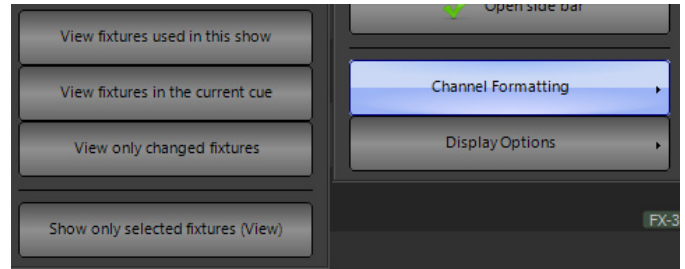 View fixtures used in this show
View fixtures in the current cue
View only changed fixtures
Show only selected fixtures (View)
Open side bar
Channel Formatting
Display Options
FX-3